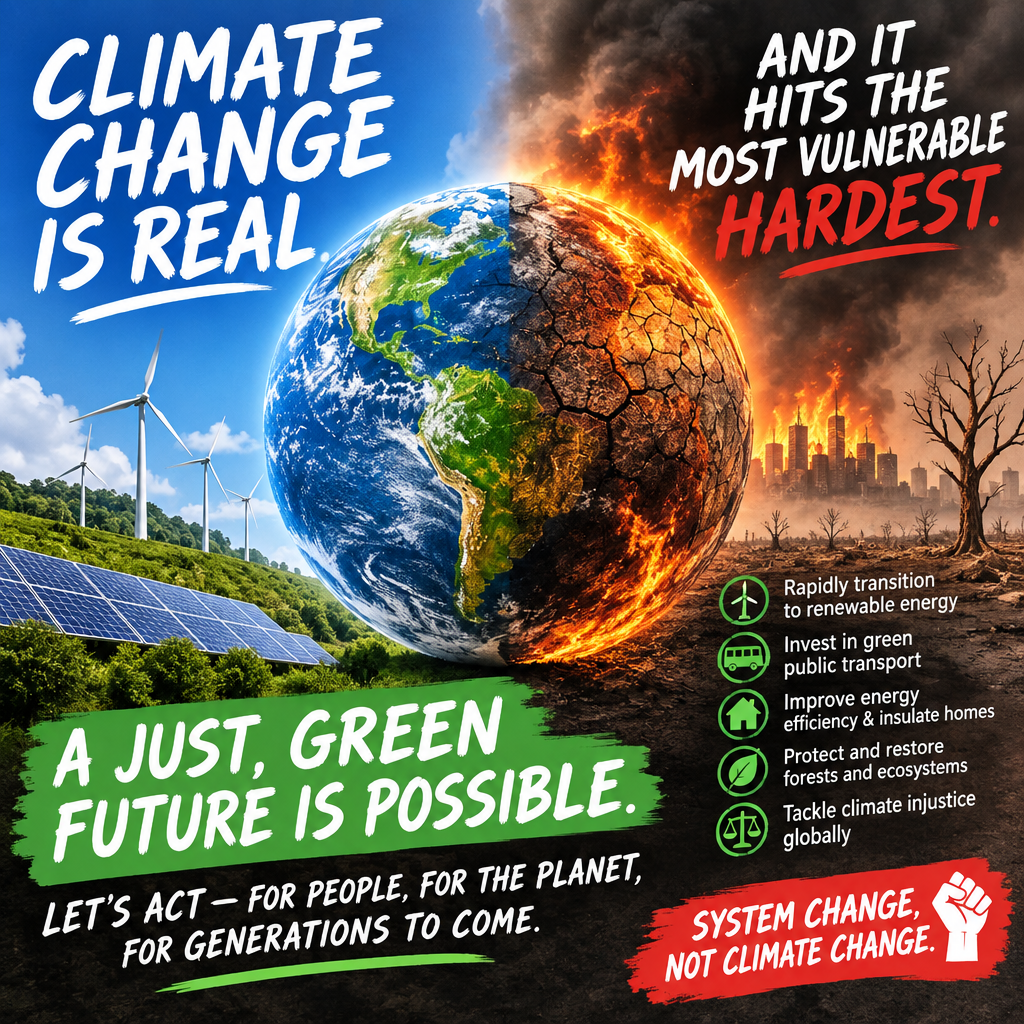 CLIMATE
CHANGE
IS REAL.
AND IT
HITS THE
MOST VULNERABLE
HARDEST.
Rapidly transition
to renewable energy
Invest in green
public transport
Improve energy
efficiency & insulate homes
Protect and restore
forests and ecosystems
Tackle climate injustice
globally
A JUST, GREEN
FUTURE IS POSSIBLE.
LET'S ACT – FOR PEOPLE, FOR THE PLANET,
FOR GENERATIONS TO COME.
SYSTEM CHANGE,
NOT CLIMATE CHANGE.